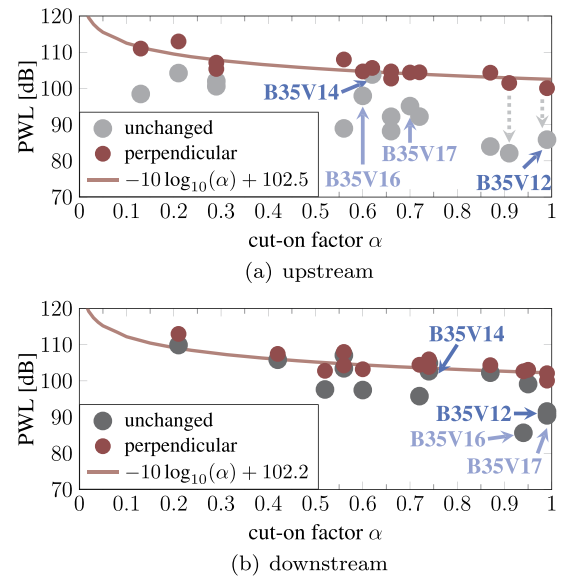 120
110
100
90
80
70
PWL [dB]
B35V14
B35V17
B35V16
B35V12
unchanged
perpendicular
−10 log₁₀(α) + 102.5
0 0.1 0.2 0.3 0.4 0.5 0.6 0.7 0.8 0.9 1
cut-on factor α
(a) upstream
120
110
100
90
80
70
PWL [dB]
B35V14
B35V12
B35V16
B35V17
unchanged
perpendicular
−10 log₁₀(α) + 102.2
0 0.1 0.2 0.3 0.4 0.5 0.6 0.7 0.8 0.9 1
cut-on factor α
(b) downstream